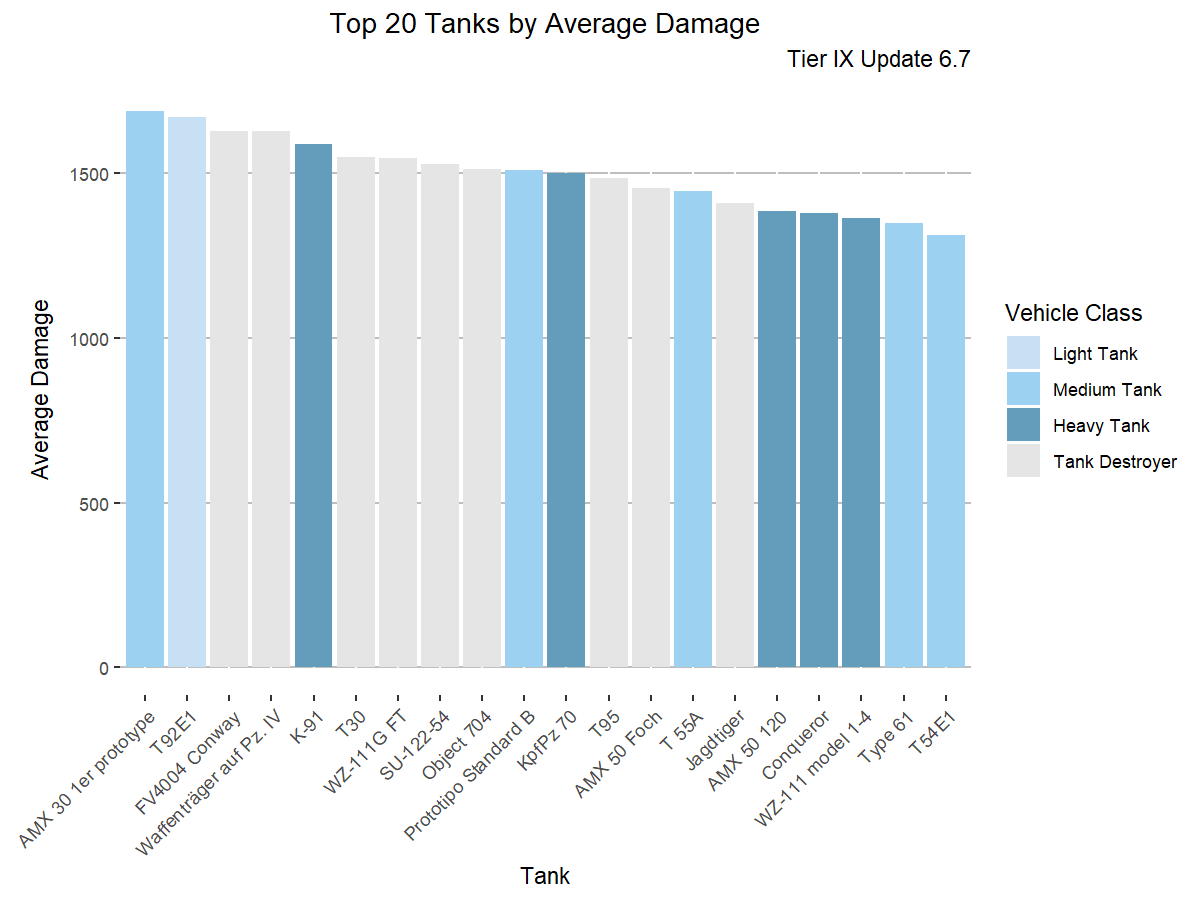 Top 20 Tanks by Average Damage
Tier IX Update 6.7
Average Damage
1500
1000
500
0
AMX 30 1er prototype
T92E1
FV4004 Conway
Waffenträger auf Pz. IV
K-91
T30
WZ-111G FT
SU-122-54
Object 704
Prototipo Standard B
KpfPz 70
T95
AMX 50 Foch
T 55A
Jagdtiger
AMX 50 120
Conqueror
WZ-111 model 1-4
Type 61
T54E1
Tank
Vehicle Class
Light Tank
Medium Tank
Heavy Tank
Tank Destroyer